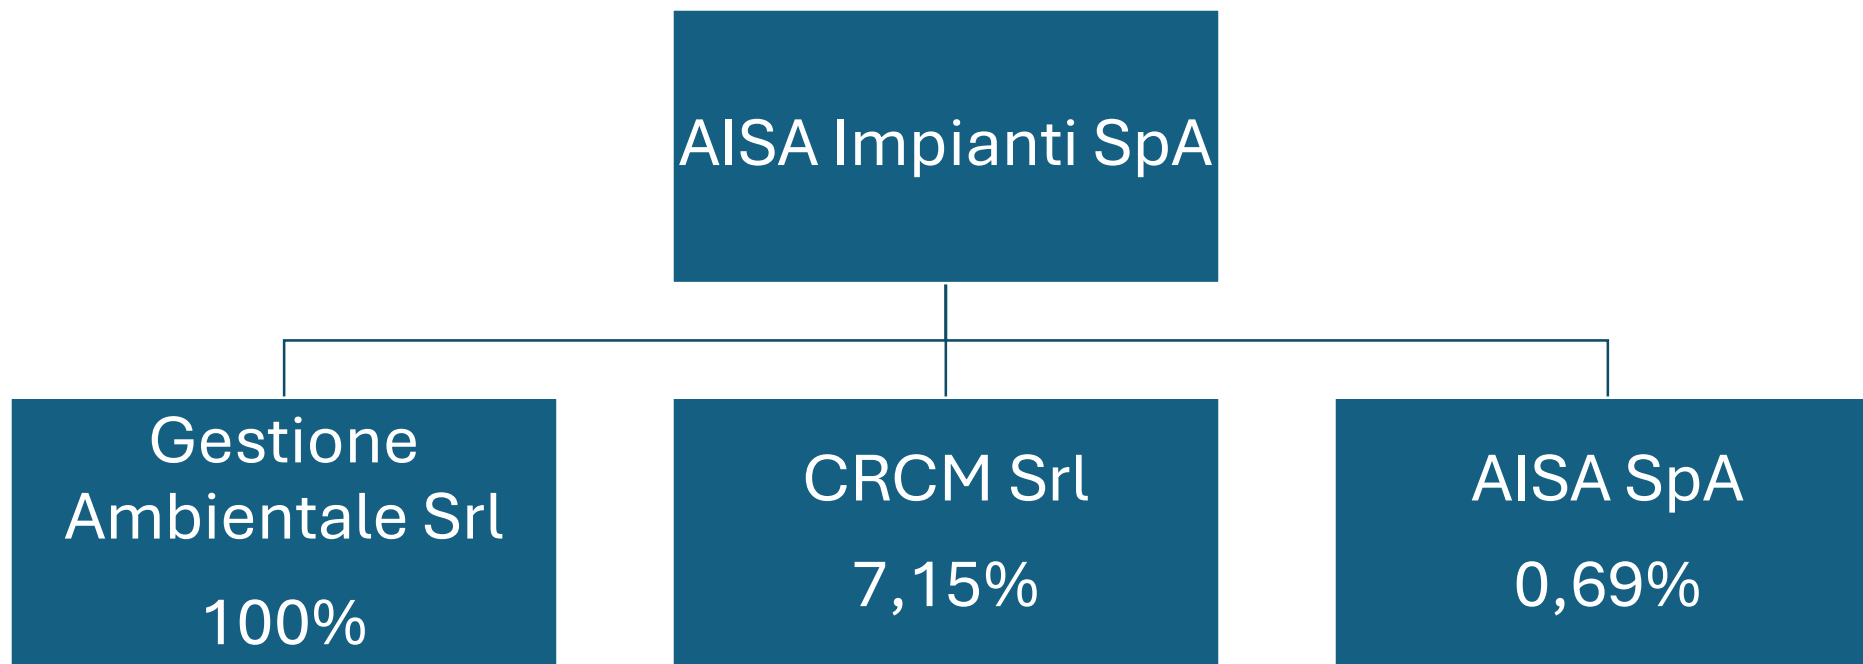 AISA Impianti SpA
Gestione
Ambientale Srl
100%
CRCM Srl
7,15%
AISA SpA
0,69%